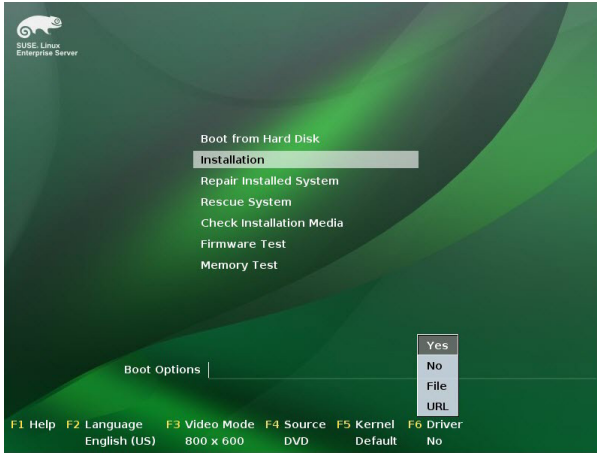 SUSE. Linux
Enterprise Server
Boot from Hard Disk
Installation
Repair Installed System
Rescue System
Check Installation Media
Firmware Test
Memory Test
Yes
No
File
URL
Boot Options
F1 Help F2 Language F3 Video Mode F4 Source F5 Kernel F6 Driver
English (US) 800 x 600 DVD Default No